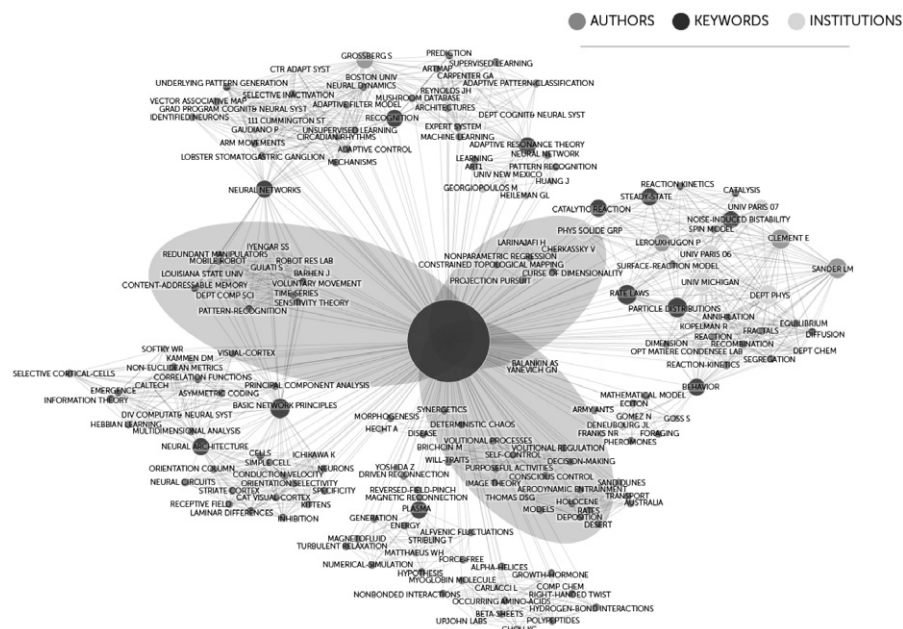 AUTHORS
KEYWORDS
INSTITUTIONS
GROSSBERG S
PREDICTION
SUPERVISED LEARNING
CTR ADAPT SYST
ARTMAP
BOSTON UNIV
CARPENTER GA
UNDERLYING PATTERN GENERATION
NEURAL DYNAMICS
REYNOLDS JH
ADAPTIVE PATTERN CLASSIFICATION
SELECTIVE INACTIVATION
MUSHROOM DATABASE
VECTOR ASSOCIATIVE MAP
ADAPTIVE FILTER MODEL
ARCHITECTURES
GRAD PROGRAM COGNIT& NEURAL SYST
IDENTIFIED NEURONS
111 CUMMINGTON ST
RECOGNITION
DEPT COGNIT& NEURAL SYST
GAUDIANO P
UNSUPERVISED LEARNING
EXPERT SYSTEM
CIRCADIAN RHYTHMS
MACHINE LEARNING
ARM MOVEMENTS
ADAPTIVE CONTROL
ADAPTIVE RESONANCE THEORY
LOBSTER STOMATOGASTRIC GANGLION
MECHANISMS
LEARNING
NEURAL NETWORK
ART1
PATTERN RECOGNITION
UNIV NEW MEXICO
HUANG J
NEURAL NETWORKS
GEORGIOPOULOS M
HEILEMAN GL
REACTION KINETICS
STEADY-STATE
CATALYSIS
CATALYTIC REACTION
UNIV PARIS 07
NOISE-INDUCED BISTABILITY
SPIN MODEL
PHYS SOLIDE GRP
CLEMENT E
LEROUXHUGON P
LARINAJAFI H
CHERKASSKY V
UNIV PARIS 06
NONPARAMETRIC REGRESSION
CONSTRAINED TOPOLOGICAL MAPPING
SURFACE-REACTION MODEL
SANDER LM
CURSE OF DIMENSIONALITY
PROJECTION PURSUIT
UNIV MICHIGAN
RATE LAWS
DEPT PHYS
PARTICLE DISTRIBUTIONS
IYENGAR SS
REDUNDANT MANIPULATORS
MOBILE ROBOT
ROBOT RES LAB
GULATI S
LOUISIANA STATE UNIV
BARHEN J
CONTENT-ADDRESSABLE MEMORY
VOLUNTARY MOVEMENT
DEPT COMP SCI
TIME-SERIES
SENSITIVITY THEORY
PATTERN-RECOGNITION
ANNIHILATION
KOPELMAN R
EQUILIBRIUM
FRACTALS
REACTION
DIFFUSION
DIMENSION
RECOMBINATION
OPT MATIERE CONDENSEE LAB
DEPT CHEM
SEGREGATION
REACTION-KINETICS
SOFTKY WR
VISUAL-CORTEX
KAMMEN DM
NON-EUCLIDEAN METRICS
SELECTIVE CORTICAL-CELLS
CORRELATION FUNCTIONS
BALANKIN AS
YANEVICH GN
CALTECH
PRINCIPAL COMPONENT ANALYSIS
BEHAVIOR
EMERGENCE
ASYMMETRIC CODING
INFORMATION THEORY
MATHEMATICAL MODEL
ECITON
BASIC NETWORK PRINCIPLES
SYNERGETICS
ARMY ANTS
DIV COMPUTAT& NEURAL SYST
MORPHOGENESIS
GOMEZ N
GOSS S
HEBBIAN LEARNING
DETERMINISTIC CHAOS
DENEUBOURG JL
MULTIDIMENSIONAL ANALYSIS
HECHT A
DISEASE
FRANKS NR
FORAGING
VOLITIONAL PROCESSES
PHEROMONES
NEURAL ARCHITECTURE
BRICHCIN M
VOLITIONAL REGULATION
CELLS
ICHIKAWA K
SELF-CONTROL
SIMPLE CELL
WILL-TRAITS
DECISION-MAKING
ORIENTATION COLUMN
NEURONS
YOSHIDA Z
PURPOSEFUL ACTIVITIES
CONDUCTION VELOCITY
DRIVEN RECONNECTION
CONSCIOUS CONTROL
NEURAL CIRCUITS
ORIENTATION SELECTIVITY
IMAGE THEORY
SANDLDUNES
STRIATE CORTEX
SPECIFICITY
REVERSED-FIELD-PINCH
AERODYNAMIC ENTRAINMENT
CAT VISUAL-CORTEX
MAGNETIC RECONNECTION
THOMAS DSG
TRANSPORT
RECEPTIVE FIELD
KITTENS
HOLOCENE
AUSTRALIA
LAMINAR DIFFERENCES
PLASMA
MODELS
RATES
INHIBITION
GENERATION
DEPOSITION
ENERGY
DESERT
ALFVENIC FLUCTUATIONS
MAGNETOFLUID
STRIBLING T
TURBULENT RELAXATION
MATTHAEUS WH
FORCE-FREE
NUMERICAL-SIMULATION
ALPHA-HELICES
HYPOTHESIS
GROWTH-HORMONE
MYOGLOBIN MOLECULE
COMP CHEM
CARLACCI L
NONBONDED INTERACTIONS
RIGHT-HANDED TWIST
OCCURRING AMINO-ACIDS
HYDROGEN-BOND INTERACTIONS
BETA-SHEETS
UPJOHN LABS
POLYPEPTIDES